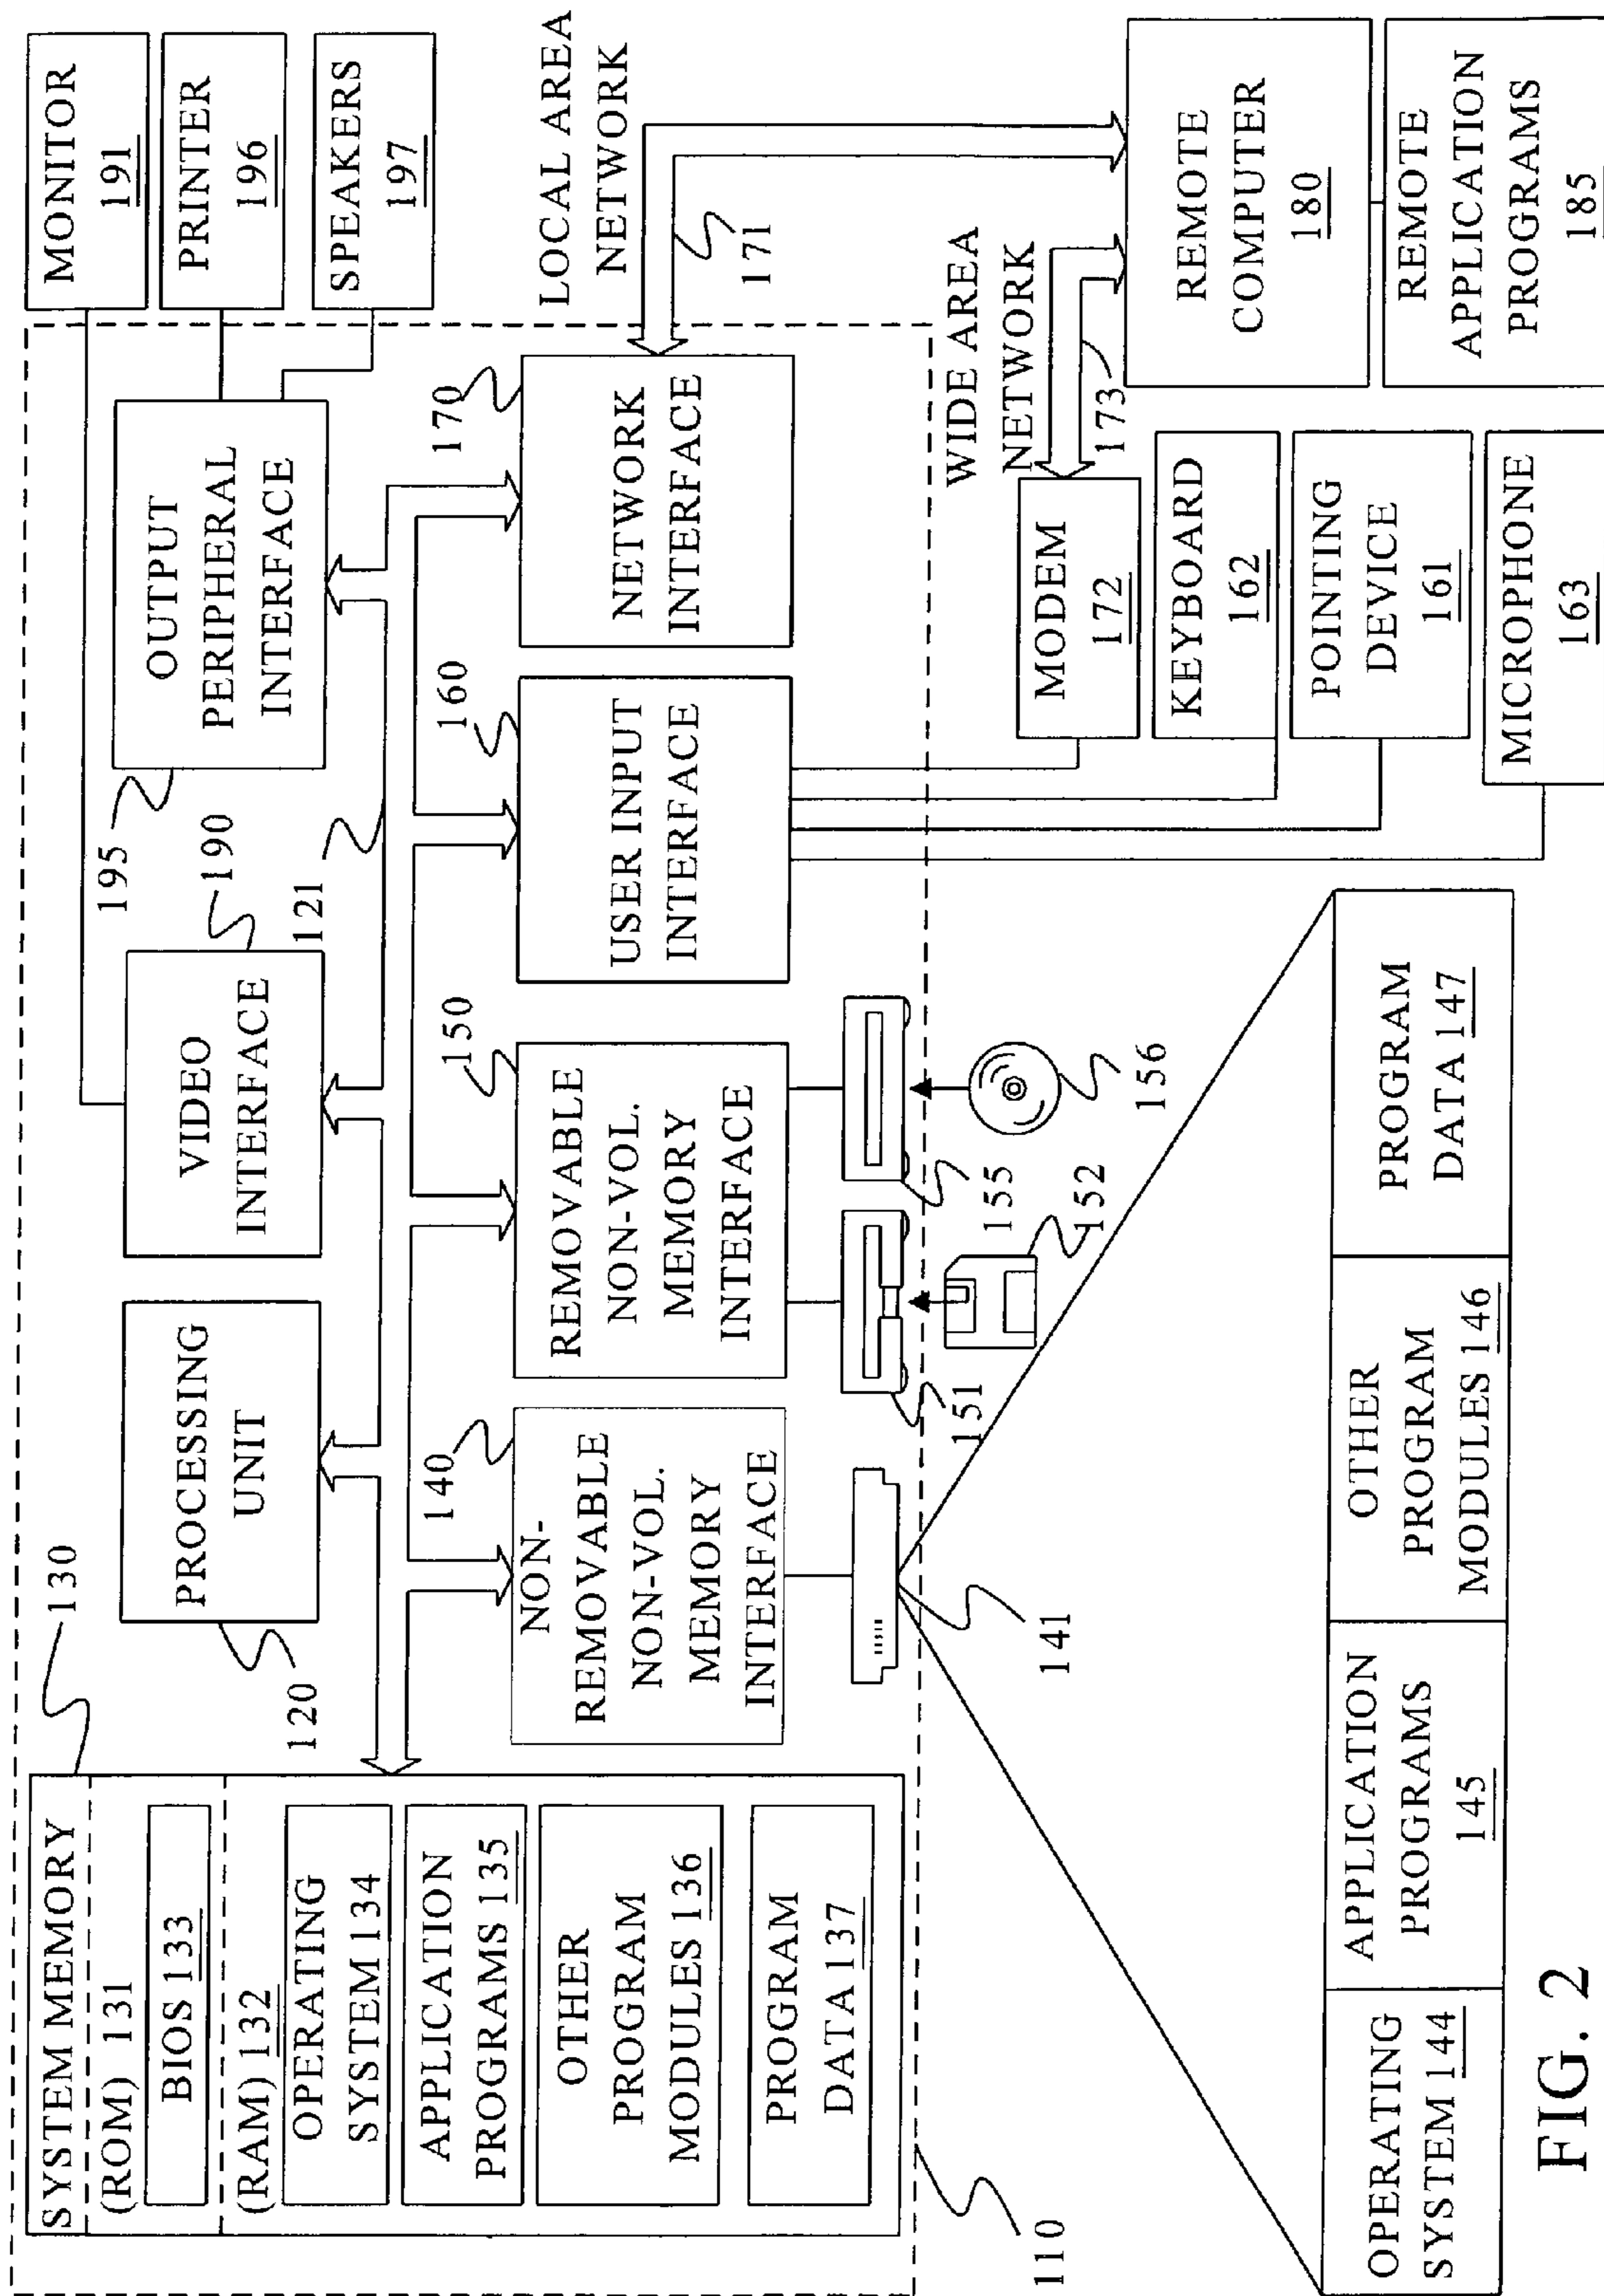 SYSTEM MEMORY
(ROM) 131
BIOS 133
(RAM) 132
OPERATING
SYSTEM 134
APPLICATION
PROGRAMS 135
OTHER
PROGRAM
MODULES 136
PROGRAM
DATA 137
130
120
PROCESSING
UNIT
VIDEO
INTERFACE
190
195
121
OUTPUT
PERIPHERAL
INTERFACE
MONITOR
191
PRINTER
196
SPEAKERS
197
140
NON-
REMOVABLE
NON-VOL.
MEMORY
INTERFACE
150
REMOVABLE
NON-VOL.
MEMORY
INTERFACE
160
USER INPUT
INTERFACE
170
NETWORK
INTERFACE
LOCAL AREA
NETWORK
171
WIDE AREA
NETWORK
173
110
141
151
152
155
156
MODEM
172
KEYBOARD
162
POINTING
DEVICE
161
MICROPHONE
163
REMOTE
COMPUTER
180
REMOTE
APPLICATION
PROGRAMS
185
OPERATING
SYSTEM 144
APPLICATION
PROGRAMS
145
OTHER
PROGRAM
MODULES 146
PROGRAM
DATA 147
FIG. 2